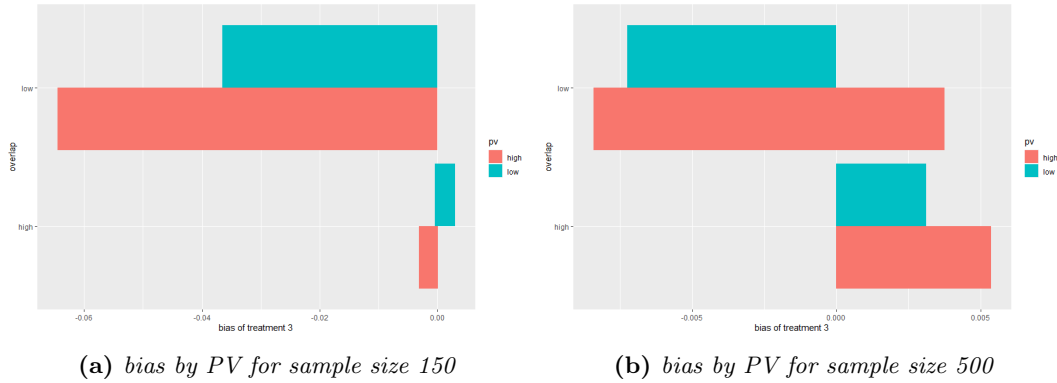 low
overlap
high
-0.06
-0.04
-0.02
0.00
bias of treatment 3
pv
high
low
(a) bias by PV for sample size 150
low
overlap
high
-0.005
0.000
0.005
bias of treatment 3
pv
high
low
(b) bias by PV for sample size 500